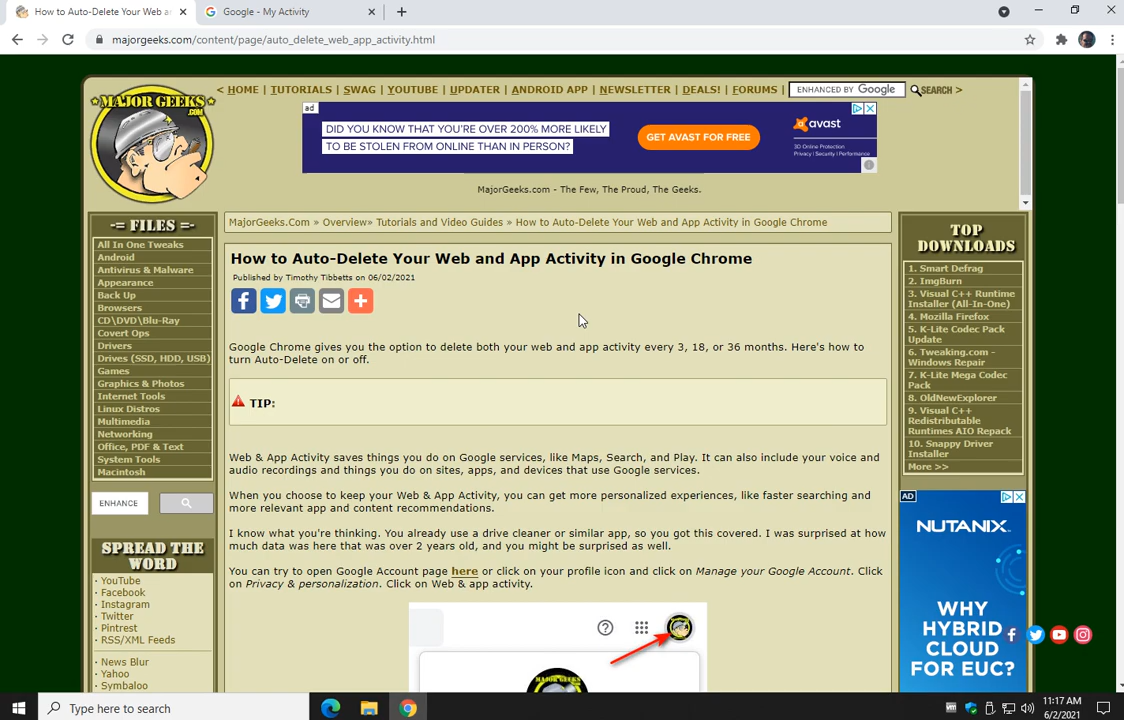 How to Auto-Delete Your Web a
Google - My Activity
majorgeeks.com/content/page/auto_delete_web_app_activity.html
MAJOR GEEKS
.COM
< HOME | TUTORIALS | SWAG | YOUTUBE | UPDATER | ANDROID APP | NEWSLETTER | DEALS! | FORUMS |
ENHANCED BY Google
SEARCH >
ad
DID YOU KNOW THAT YOU'RE OVER 200% MORE LIKELY
TO BE STOLEN FROM ONLINE THAN IN PERSON?
GET AVAST FOR FREE
avast
3D Online Protection
Privacy | Security | Performance
MajorGeeks.com - The Few, The Proud, The Geeks.
-= FILES =-
All In One Tweaks
Android
Antivirus & Malware
Appearance
Back Up
Browsers
CD\DVD\Blu-Ray
Covert Ops
Drivers
Drives (SSD, HDD, USB)
Games
Graphics & Photos
Internet Tools
Linux Distros
Multimedia
Networking
Office, PDF & Text
System Tools
Macintosh
ENHANCE
SPREAD THE
WORD
· YouTube
· Facebook
· Instagram
· Twitter
· Pintrest
· RSS/XML Feeds
· News Blur
· Yahoo
· Symbaloo
MajorGeeks.Com » Overview» Tutorials and Video Guides » How to Auto-Delete Your Web and App Activity in Google Chrome
How to Auto-Delete Your Web and App Activity in Google Chrome
Published by Timothy Tibbetts on 06/02/2021
Google Chrome gives you the option to delete both your web and app activity every 3, 18, or 36 months. Here's how to
turn Auto-Delete on or off.
TIP:
Web & App Activity saves things you do on Google services, like Maps, Search, and Play. It can also include your voice and
audio recordings and things you do on sites, apps, and devices that use Google services.
When you choose to keep your Web & App Activity, you can get more personalized experiences, like faster searching and
more relevant app and content recommendations.
I know what you're thinking. You already use a drive cleaner or similar app, so you got this covered. I was surprised at how
much data was here that was over 2 years old, and you might be surprised as well.
You can try to open Google Account page here or click on your profile icon and click on Manage your Google Account. Click
on Privacy & personalization. Click on Web & app activity.
TOP
DOWNLOADS
1. Smart Defrag
2. ImgBurn
3. Visual C++ Runtime
Installer (All-In-One)
4. Mozilla Firefox
5. K-Lite Codec Pack
Update
6. Tweaking.com -
Windows Repair
7. K-Lite Mega Codec
Pack
8. OldNewExplorer
9. Visual C++
Redistributable
Runtimes AIO Repack
10. Snappy Driver
Installer
More >>
AD
NUTANIX
WHY
HYBRID
CLOUD
FOR EUC?
Type here to search
vm
11:17 AM
6/2/2021